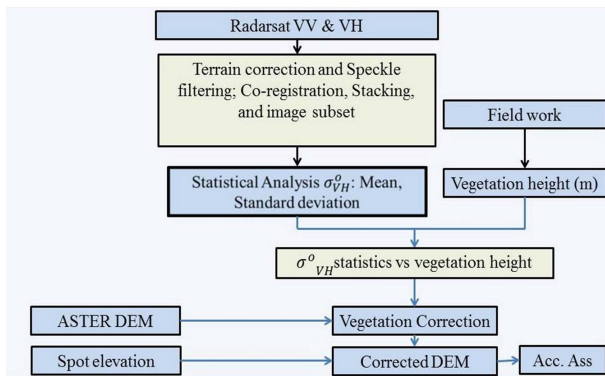 Radarsat VV & VH
Terrain correction and Speckle
filtering; Co-registration, Stacking,
and image subset
Field work
Statistical Analysis σ°VH: Mean,
Standard deviation
Vegetation height (m)
σ°VH statistics vs vegetation height
ASTER DEM
Vegetation Correction
Spot elevation
Corrected DEM
Acc. Ass